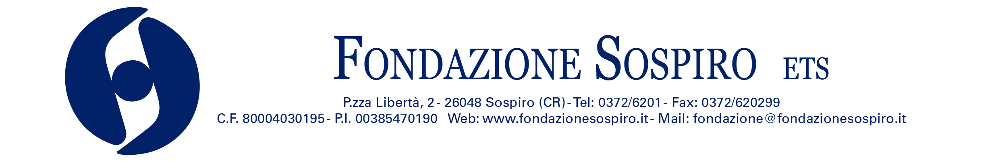 FONDAZIONE SOSPIRO ETS
P.zza Libertà, 2 - 26048 Sospiro (CR) - Tel: 0372/6201 - Fax: 0372/620299
C.F. 80004030195 - P.I. 00385470190 Web: www.fondazionesospiro.it - Mail: fondazione@fondazionesospiro.it